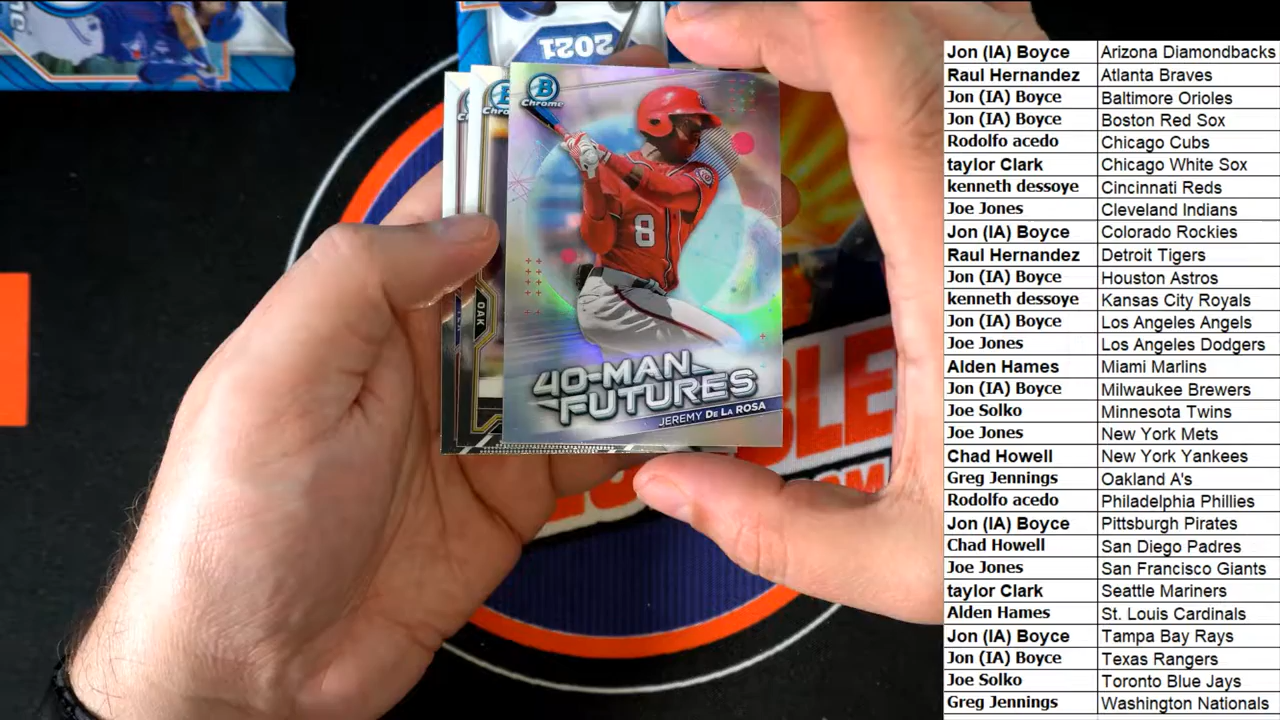 2021
B
Chrome
8
OAK
40-MAN
FUTURES
JEREMY DE LA ROSA
BLE
Jon (IA) Boyce Arizona Diamondbacks
Raul Hernandez Atlanta Braves
Jon (IA) Boyce Baltimore Orioles
Jon (IA) Boyce Boston Red Sox
Rodolfo acedo Chicago Cubs
taylor Clark Chicago White Sox
kenneth dessoye Cincinnati Reds
Joe Jones Cleveland Indians
Jon (IA) Boyce Colorado Rockies
Raul Hernandez Detroit Tigers
Jon (IA) Boyce Houston Astros
kenneth dessoye Kansas City Royals
Jon (IA) Boyce Los Angeles Angels
Joe Jones Los Angeles Dodgers
Alden Hames Miami Marlins
Jon (IA) Boyce Milwaukee Brewers
Joe Solko Minnesota Twins
Joe Jones New York Mets
Chad Howell New York Yankees
Greg Jennings Oakland A's
Rodolfo acedo Philadelphia Phillies
Jon (IA) Boyce Pittsburgh Pirates
Chad Howell San Diego Padres
Joe Jones San Francisco Giants
taylor Clark Seattle Mariners
Alden Hames St. Louis Cardinals
Jon (IA) Boyce Tampa Bay Rays
Jon (IA) Boyce Texas Rangers
Joe Solko Toronto Blue Jays
Greg Jennings Washington Nationals